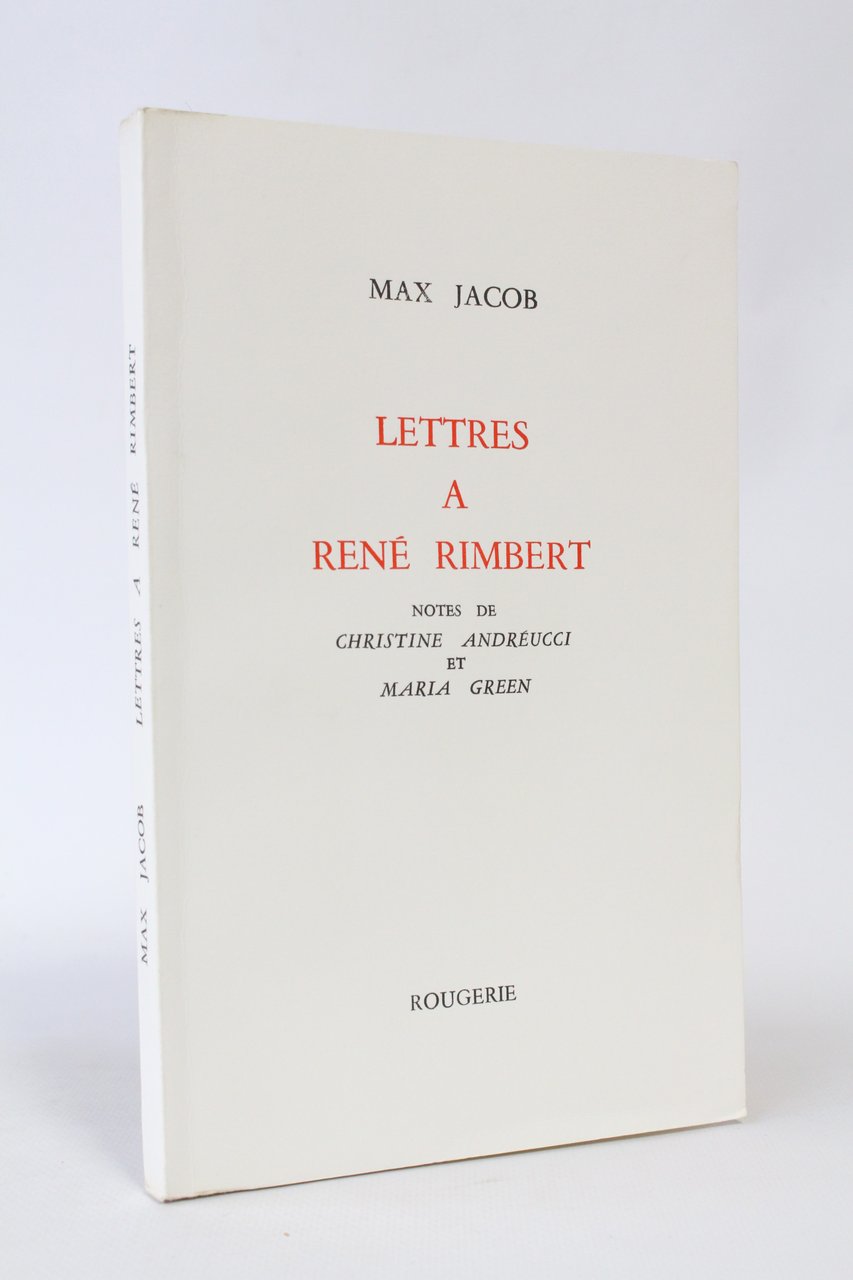 MAX JACOB
LETTRES
A
RENÉ RIMBERT
NOTES DE
CHRISTINE ANDRÉUCCI
ET
MARIA GREEN
ROUGERIE
MAX JACOB LETTRES A RENÉ RIMBERT